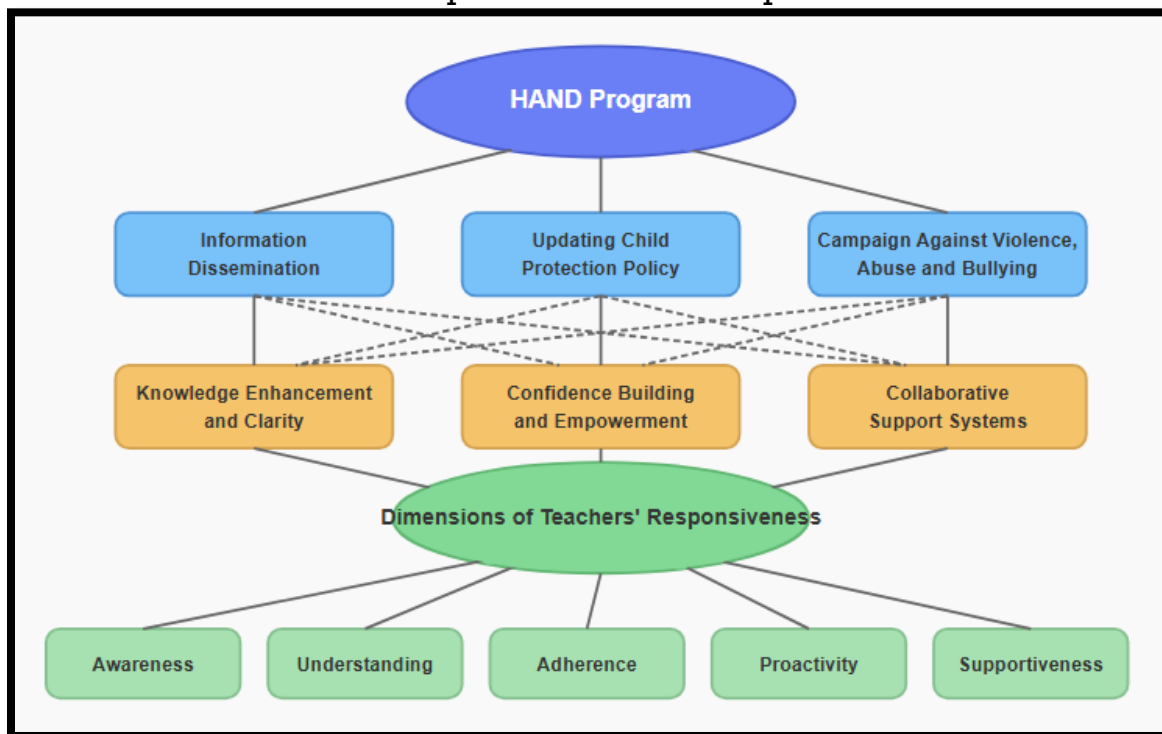 HAND Program
Information
Dissemination
Updating Child
Protection Policy
Campaign Against Violence,
Abuse and Bullying
Knowledge Enhancement
and Clarity
Confidence Building
and Empowerment
Collaborative
Support Systems
Dimensions of Teachers' Responsiveness
Awareness
Understanding
Adherence
Proactivity
Supportiveness